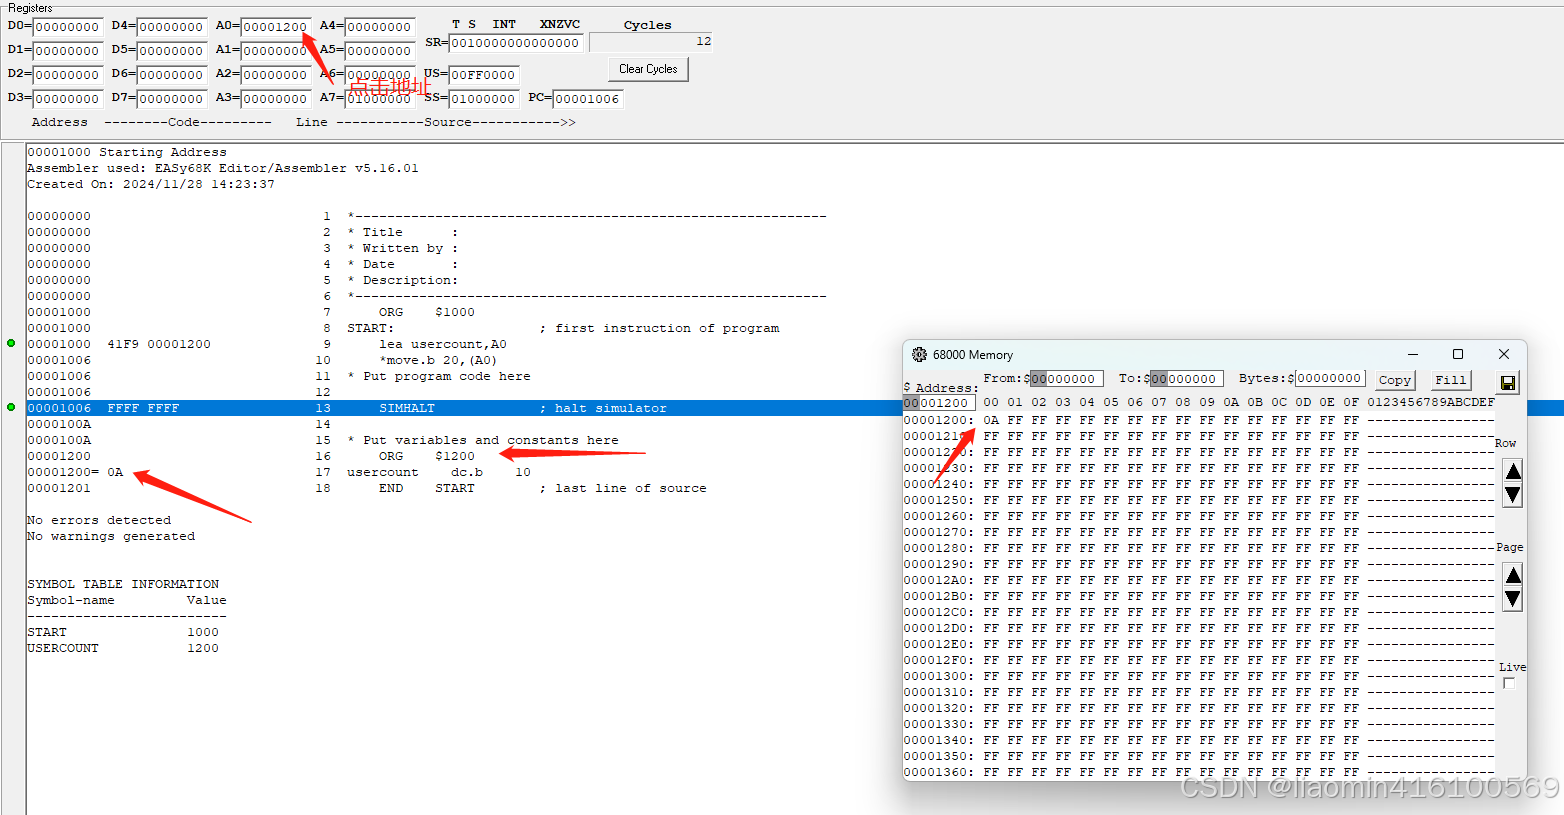 Registers
T S INT XNZVC Cycles
D0=00000000 D4=00000000 A0=00001200 A4=00000000
SR=0010000000000000 12
D1=00000000 D5=00000000 A1=00000000 A5=00000000
D2=00000000 D6=00000000 A2=00000000 A6=00000000 US=00FF0000 Clear Cycles
点击地址
D3=00000000 D7=00000000 A3=00000000 A7=01000000 SS=01000000 PC=00001006
Address --------Code--------- Line -----------Source----------->>
00001000 Starting Address
Assembler used: EASy68K Editor/Assembler v5.16.01
Created On: 2024/11/28 14:23:37
00000000 1 *-----------------------------------------------------------
00000000 2 * Title :
00000000 3 * Written by :
00000000 4 * Date :
00000000 5 * Description:
00000000 6 *-----------------------------------------------------------
00001000 7 ORG $1000
00001000 8 START: ; first instruction of program
00001000 41F9 00001200 9 lea usercount,A0
00001006 10 *move.b 20,(A0)
00001006 11 * Put program code here
00001006 12
00001006 FFFF FFFF 13 SIMHALT ; halt simulator
0000100A 14
0000100A 15 * Put variables and constants here
00001200 16 ORG $1200
00001200= 0A 17 usercount dc.b 10
00001201 18 END START ; last line of source
No errors detected
No warnings generated
SYMBOL TABLE INFORMATION
Symbol-name Value
-------------------------
START 1000
USERCOUNT 1200
68000 Memory
$ Address: From:$00000000 To:$00000000 Bytes:$00000000 Copy Fill
00001200 00 01 02 03 04 05 06 07 08 09 0A 0B 0C 0D 0E 0F 0123456789ABCDEF
00001200: 0A FF FF FF FF FF FF FF FF FF FF FF FF FF FF FF ----------------
00001210 FF FF FF FF FF FF FF FF FF FF FF FF FF FF FF FF ----------------
Row
FF FF FF FF FF FF FF FF FF FF FF FF FF FF FF FF ----------------
00001230: FF FF FF FF FF FF FF FF FF FF FF FF FF FF FF FF ----------------
00001240: FF FF FF FF FF FF FF FF FF FF FF FF FF FF FF FF ----------------
00001250: FF FF FF FF FF FF FF FF FF FF FF FF FF FF FF FF ----------------
00001260: FF FF FF FF FF FF FF FF FF FF FF FF FF FF FF FF ----------------
00001270: FF FF FF FF FF FF FF FF FF FF FF FF FF FF FF FF ----------------
00001280: FF FF FF FF FF FF FF FF FF FF FF FF FF FF FF FF ----------------
Page
00001290: FF FF FF FF FF FF FF FF FF FF FF FF FF FF FF FF ----------------
000012A0: FF FF FF FF FF FF FF FF FF FF FF FF FF FF FF FF ----------------
000012B0: FF FF FF FF FF FF FF FF FF FF FF FF FF FF FF FF ----------------
000012C0: FF FF FF FF FF FF FF FF FF FF FF FF FF FF FF FF ----------------
000012D0: FF FF FF FF FF FF FF FF FF FF FF FF FF FF FF FF ----------------
000012E0: FF FF FF FF FF FF FF FF FF FF FF FF FF FF FF FF ----------------
000012F0: FF FF FF FF FF FF FF FF FF FF FF FF FF FF FF FF ----------------
Live
00001300: FF FF FF FF FF FF FF FF FF FF FF FF FF FF FF FF ----------------
00001310: FF FF FF FF FF FF FF FF FF FF FF FF FF FF FF FF ----------------
00001320: FF FF FF FF FF FF FF FF FF FF FF FF FF FF FF FF ----------------
00001330: FF FF FF FF FF FF FF FF FF FF FF FF FF FF FF FF ----------------
00001340: FF FF FF FF FF FF FF FF FF FF FF FF FF FF FF FF ----------------
00001350: FF FF FF FF FF FF FF FF FF FF FF FF FF FF FF FF ----------------
00001360: FF FF FF FF FF FF FF FF FF FF FF FF FF FF FF FF ----------------
CSDN @liaomin416100569